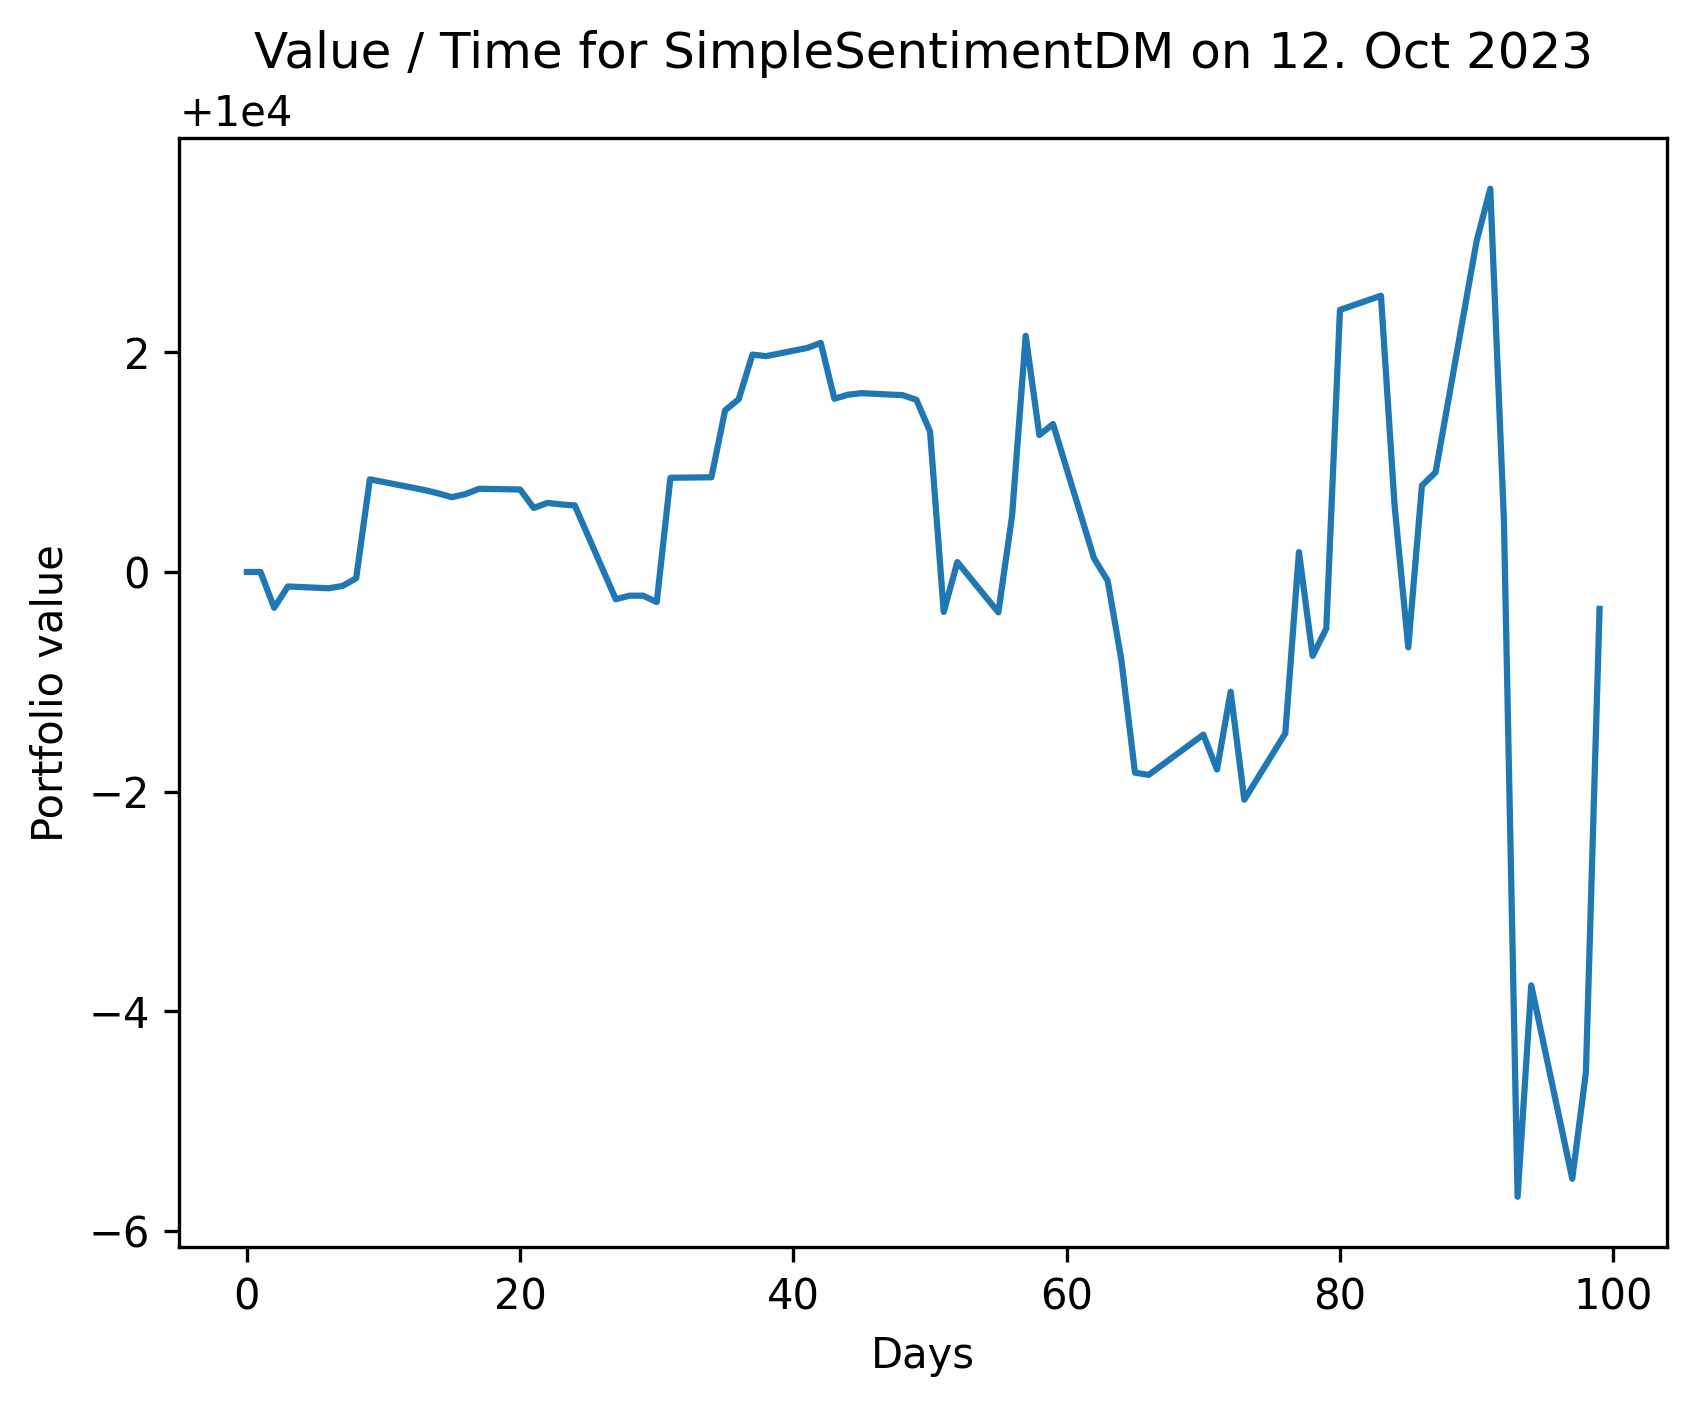 Value / Time for SimpleSentimentDM on 12. Oct 2023
+1e4
2
0
−2
−4
−6
Portfolio value
0 20 40 60 80 100
Days